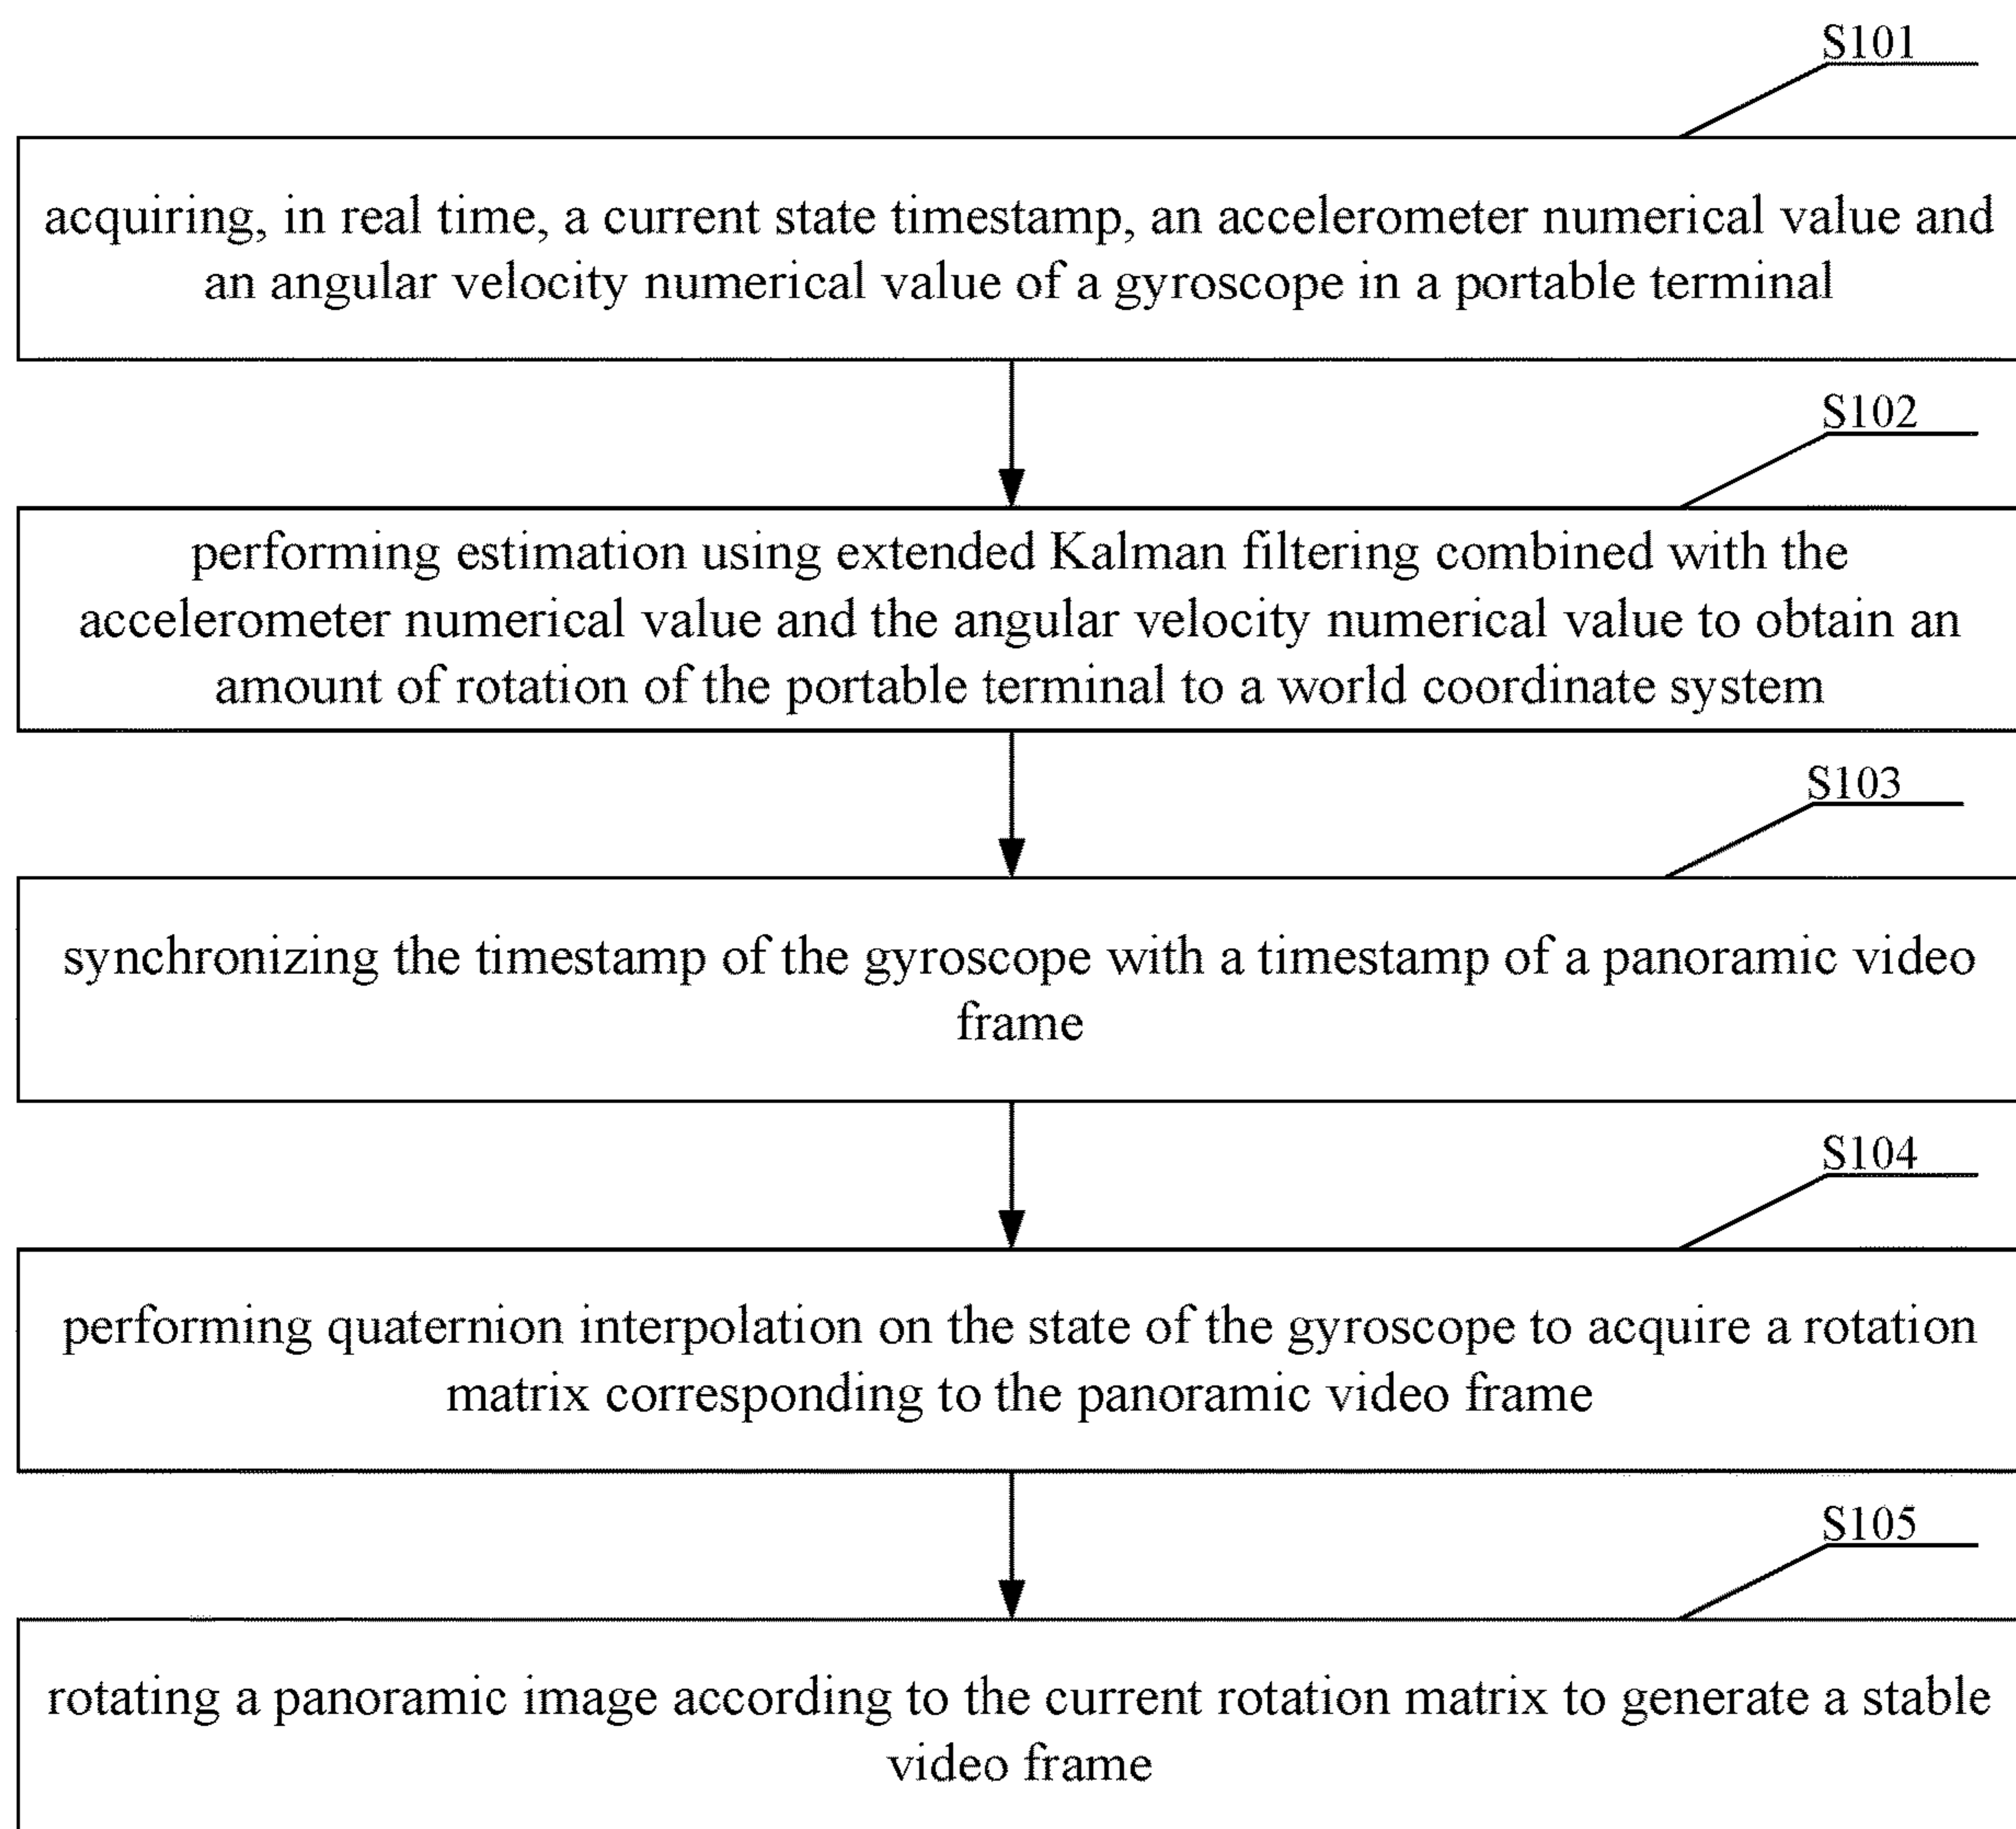 S101
acquiring, in real time, a current state timestamp, an accelerometer numerical value and
an angular velocity numerical value of a gyroscope in a portable terminal
S102
performing estimation using extended Kalman filtering combined with the
accelerometer numerical value and the angular velocity numerical value to obtain an
amount of rotation of the portable terminal to a world coordinate system
S103
synchronizing the timestamp of the gyroscope with a timestamp of a panoramic video
frame
S104
performing quaternion interpolation on the state of the gyroscope to acquire a rotation
matrix corresponding to the panoramic video frame
S105
rotating a panoramic image according to the current rotation matrix to generate a stable
video frame